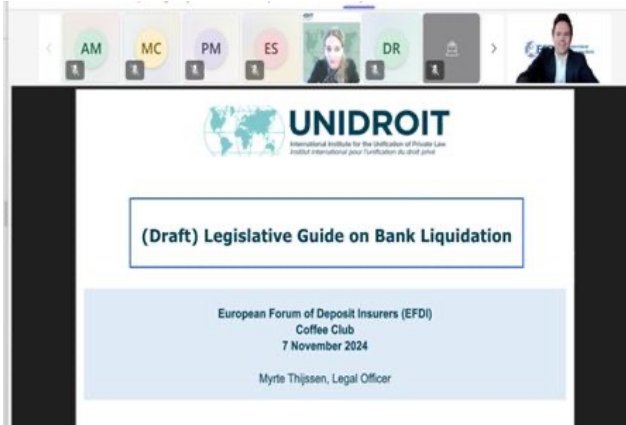 AM
MC
PM
ES
DR
UNIDROIT
International Institute for the Unification of Private Law
Institut international pour l'unification du droit privé
(Draft) Legislative Guide on Bank Liquidation
European Forum of Deposit Insurers (EFDI)
Coffee Club
7 November 2024
Myrte Thijssen, Legal Officer